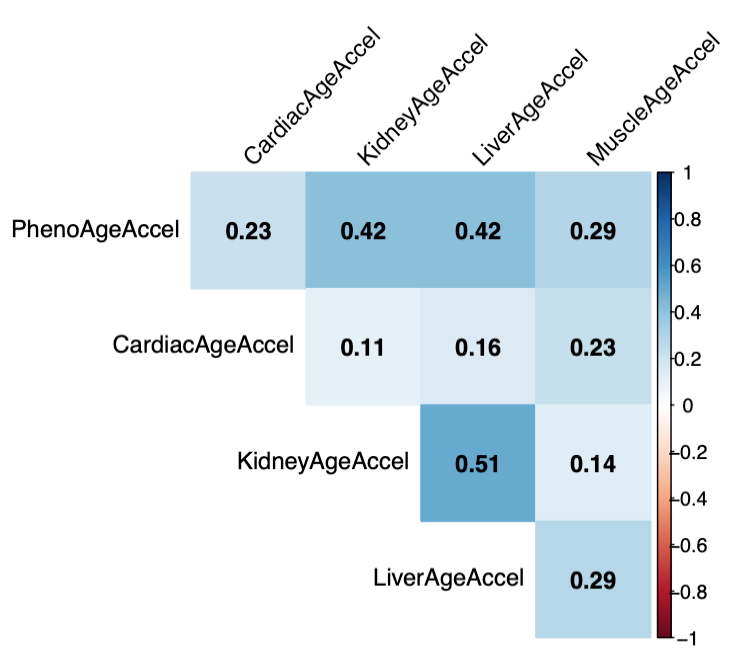 CardiacAgeAccel
KidneyAgeAccel
LiverAgeAccel
MuscleAgeAccel
PhenoAgeAccel 0.23 0.42 0.42 0.29
CardiacAgeAccel 0.11 0.16 0.23
KidneyAgeAccel 0.51 0.14
LiverAgeAccel 0.29
1
0.8
0.6
0.4
0.2
0
-0.2
-0.4
-0.6
-0.8
-1